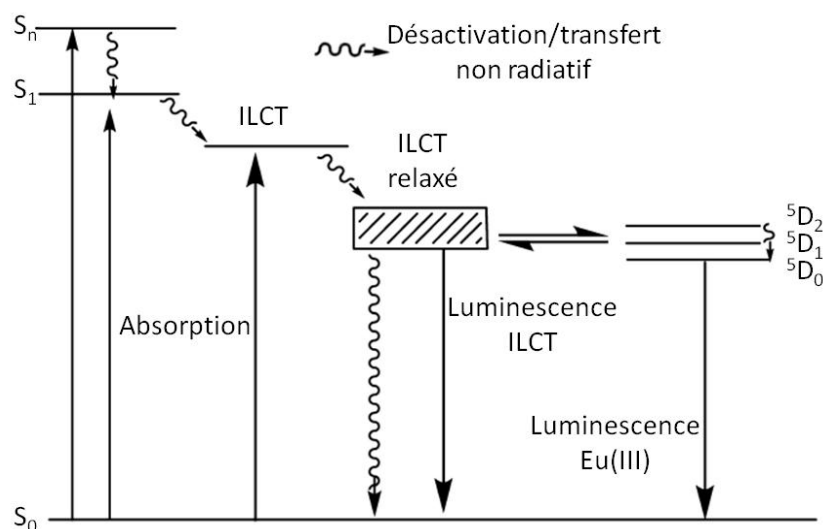 Sn
S1
Désactivation/transfert
non radiatif
ILCT
ILCT
relaxé
⁵D₂
⁵D₁
⁵D₀
Absorption
Luminescence
ILCT
Luminescence
Eu(III)
S₀